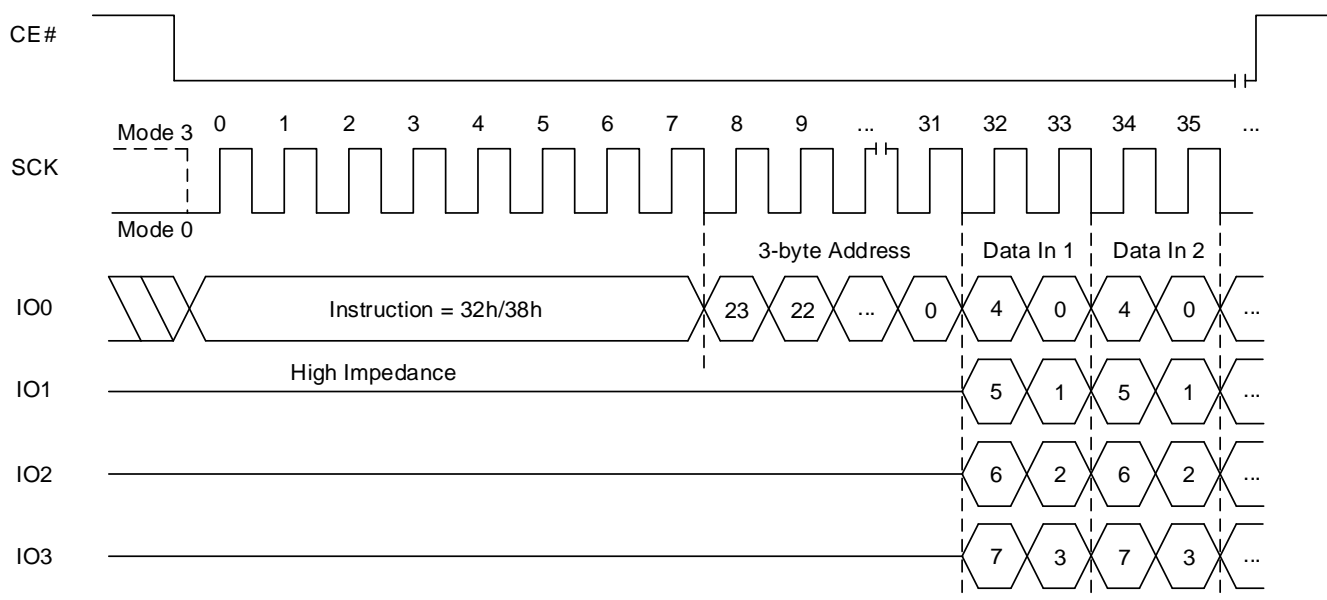 CE#
Mode 3 0 1 2 3 4 5 6 7 8 9 ... 31 32 33 34 35 ...
SCK
Mode 0
3-byte Address Data In 1 Data In 2
IO0 Instruction = 32h/38h 23 22 ... 0 4 0 4 0 ...
High Impedance
IO1 5 1 5 1 ...
IO2 6 2 6 2 ...
IO3 7 3 7 3 ...